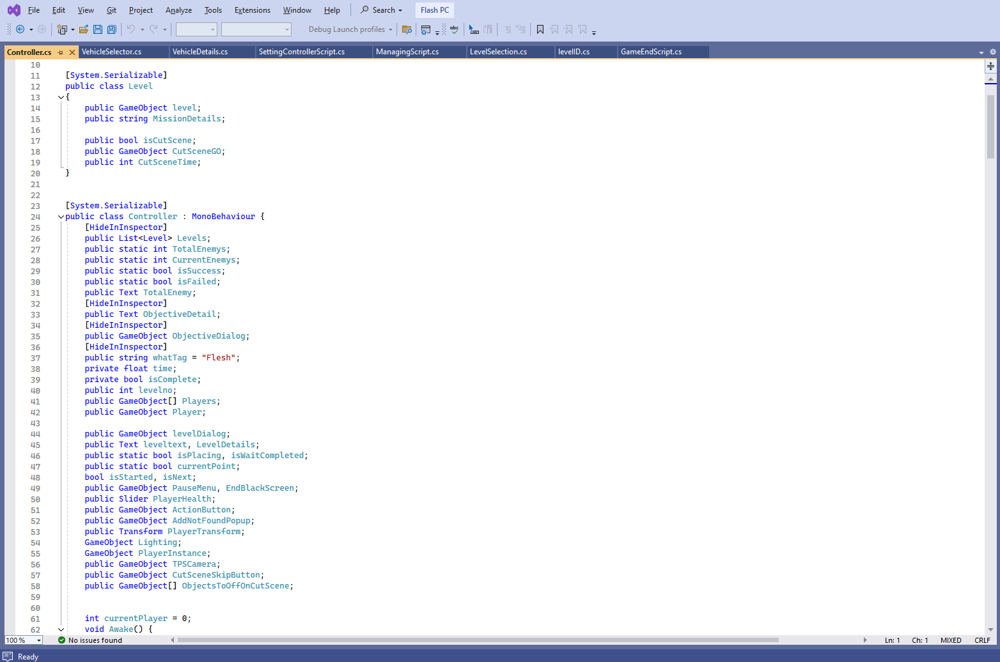 File Edit View Git Project Analyze Tools Extensions Window Help Search Flash PC
Debug Launch profiles abc
Controller.cs VehicleSelector.cs VehicleDetails.cs SettingControllerScript.cs ManagingScript.cs LevelSelection.cs levelID.cs GameEndScript.cs
10
11 [System.Serializable]
12 public class Level
13 {
14 public GameObject level;
15 public string MissionDetails;
16
17 public bool isCutScene;
18 public GameObject CutSceneGO;
19 public int CutSceneTime;
20 }
21
22
23 [System.Serializable]
24 public class Controller : MonoBehaviour {
25 [HideInInspector]
26 public List<Level> Levels;
27 public static int TotalEnemys;
28 public static int CurrentEnemys;
29 public static bool isSuccess;
30 public static bool isFailed;
31 public Text TotalEnemy;
32 [HideInInspector]
33 public Text ObjectiveDetail;
34 [HideInInspector]
35 public GameObject ObjectiveDialog;
36 [HideInInspector]
37 public string whatTag = "Flesh";
38 private float time;
39 private bool isComplete;
40 public int levelno;
41 public GameObject[] Players;
42 public GameObject Player;
43
44 public GameObject levelDialog;
45 public Text leveltext, LevelDetails;
46 public static bool isPlacing, isWaitCompleted;
47 public static bool currentPoint;
48 bool isStarted, isNext;
49 public GameObject PauseMenu, EndBlackScreen;
50 public Slider PlayerHealth;
51 public GameObject ActionButton;
52 public GameObject AddNotFoundPopup;
53 public Transform PlayerTransform;
54 GameObject Lighting;
55 GameObject PlayerInstance;
56 public GameObject TPSCamera;
57 public GameObject CutSceneSkipButton;
58 public GameObject[] ObjectsToOffOnCutScene;
59
60
61 int currentPlayer = 0;
62 void Awake() {
100 % No issues found Ln: 1 Ch: 1 MIXED CRLF
Ready